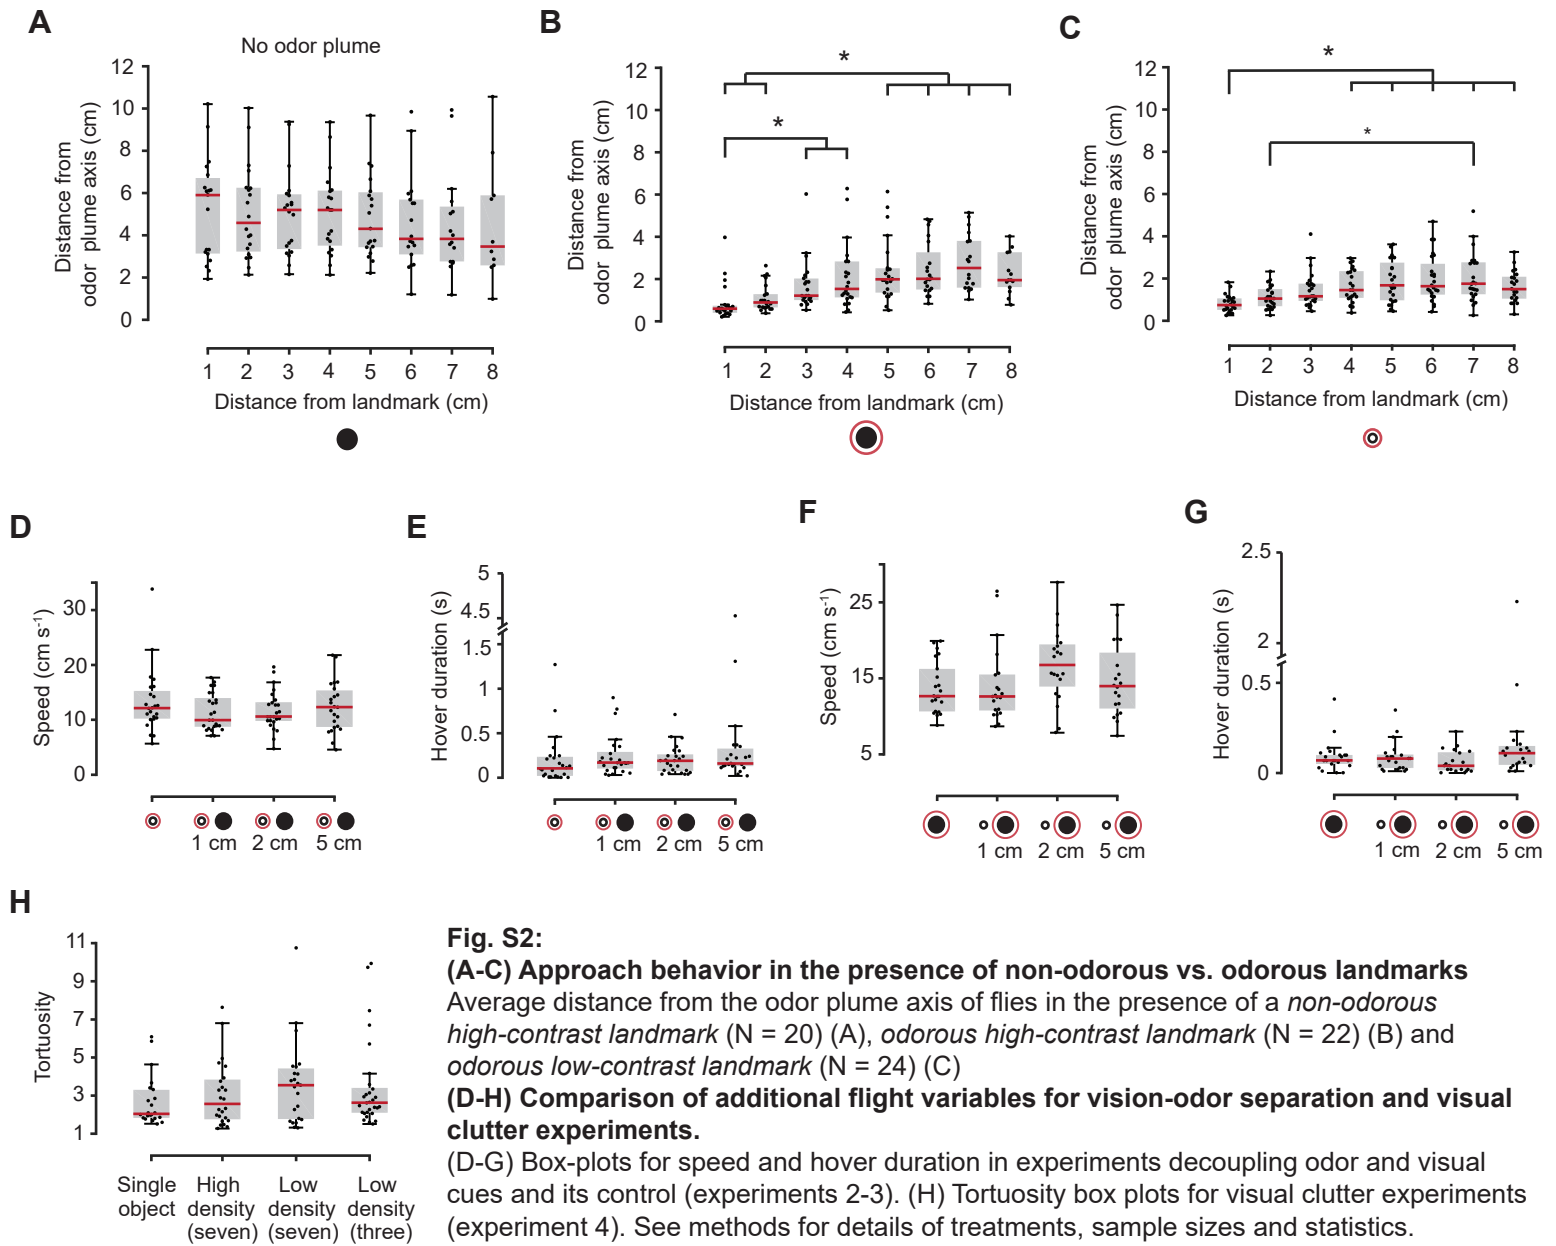 A
No odor plume
Distance from
odor plume axis (cm)
12
10
8
6
4
2
0
1 2 3 4 5 6 7 8
Distance from landmark (cm)
B
*
*
Distance from
odor plume axis (cm)
12
10
8
6
4
2
0
1 2 3 4 5 6 7 8
Distance from landmark (cm)
C
*
*
Distance from
odor plume axis (cm)
12
10
8
6
4
2
0
1 2 3 4 5 6 7 8
Distance from landmark (cm)
D
Speed (cm s-1)
30
20
10
0
1 cm 2 cm 5 cm
E
Hover duration (s)
5
4.5
1.5
1
0.5
0
1 cm 2 cm 5 cm
F
Speed (cm s-1)
25
15
5
1 cm 2 cm 5 cm
G
Hover duration (s)
2.5
2
0.5
0
1 cm 2 cm 5 cm
H
Tortuosity
11
9
7
5
3
1
Single
object
High
density
(seven)
Low
density
(seven)
Low
density
(three)
Fig. S2:
(A-C) Approach behavior in the presence of non-odorous vs. odorous landmarks
Average distance from the odor plume axis of flies in the presence of a non-odorous
high-contrast landmark (N = 20) (A), odorous high-contrast landmark (N = 22) (B) and
odorous low-contrast landmark (N = 24) (C)
(D-H) Comparison of additional flight variables for vision-odor separation and visual
clutter experiments.
(D-G) Box-plots for speed and hover duration in experiments decoupling odor and visual
cues and its control (experiments 2-3). (H) Tortuosity box plots for visual clutter experiments
(experiment 4). See methods for details of treatments, sample sizes and statistics.